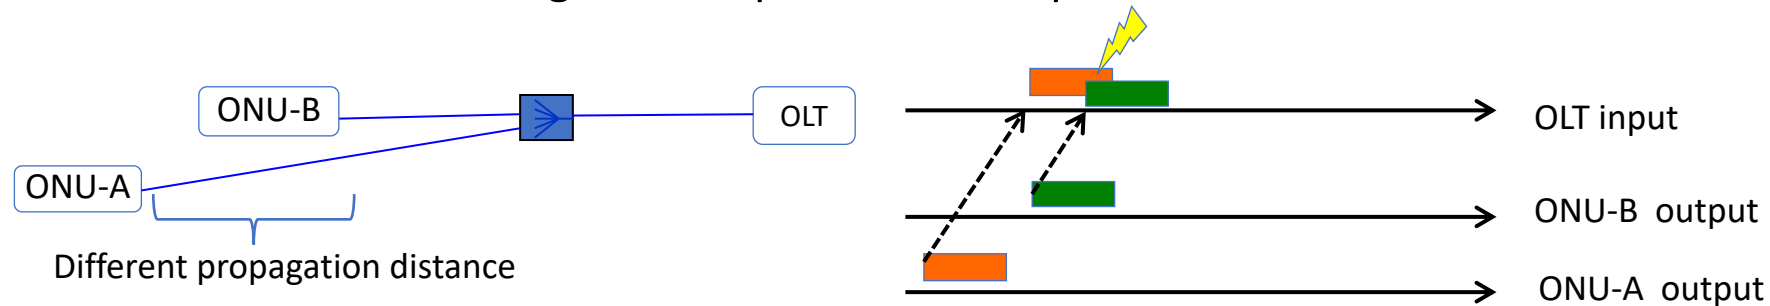 ONU-B
OLT
ONU-A
Different propagation distance
OLT input
ONU-B output
ONU-A output